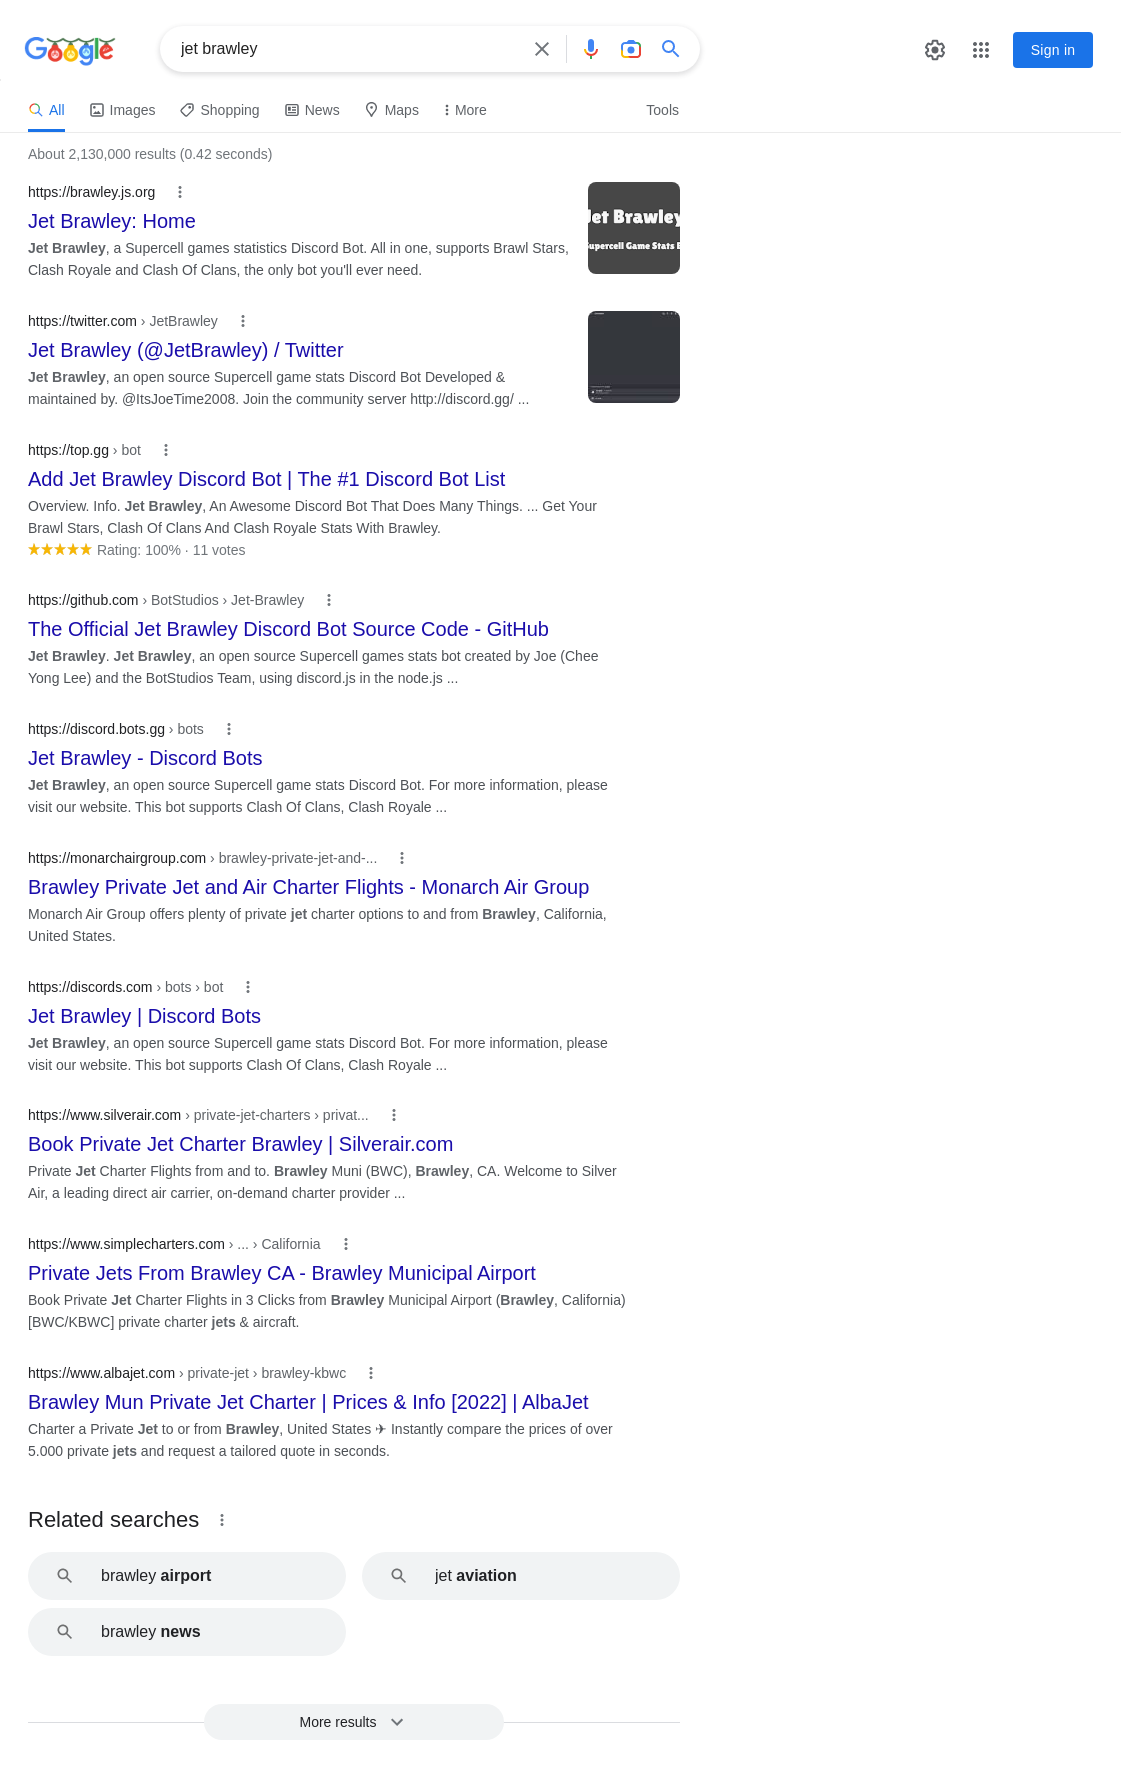 Google
jet brawley
Sign in
All
Images
Shopping
News
Maps
More
Tools
About 2,130,000 results (0.42 seconds)
https://brawley.js.org
Jet Brawley: Home
Jet Brawley, a Supercell games statistics Discord Bot. All in one, supports Brawl Stars,
Clash Royale and Clash Of Clans, the only bot you'll ever need.
Jet Brawley
Supercell Game Stats B
https://twitter.com › JetBrawley
Jet Brawley (@JetBrawley) / Twitter
Jet Brawley, an open source Supercell game stats Discord Bot Developed &
maintained by. @ItsJoeTime2008. Join the community server http://discord.gg/ ...
https://top.gg › bot
Add Jet Brawley Discord Bot | The #1 Discord Bot List
Overview. Info. Jet Brawley, An Awesome Discord Bot That Does Many Things. ... Get Your
Brawl Stars, Clash Of Clans And Clash Royale Stats With Brawley.
Rating: 100% · 11 votes
https://github.com › BotStudios › Jet-Brawley
The Official Jet Brawley Discord Bot Source Code - GitHub
Jet Brawley. Jet Brawley, an open source Supercell games stats bot created by Joe (Chee
Yong Lee) and the BotStudios Team, using discord.js in the node.js ...
https://discord.bots.gg › bots
Jet Brawley - Discord Bots
Jet Brawley, an open source Supercell game stats Discord Bot. For more information, please
visit our website. This bot supports Clash Of Clans, Clash Royale ...
https://monarchairgroup.com › brawley-private-jet-and-...
Brawley Private Jet and Air Charter Flights - Monarch Air Group
Monarch Air Group offers plenty of private jet charter options to and from Brawley, California,
United States.
https://discords.com › bots › bot
Jet Brawley | Discord Bots
Jet Brawley, an open source Supercell game stats Discord Bot. For more information, please
visit our website. This bot supports Clash Of Clans, Clash Royale ...
https://www.silverair.com › private-jet-charters › privat...
Book Private Jet Charter Brawley | Silverair.com
Private Jet Charter Flights from and to. Brawley Muni (BWC), Brawley, CA. Welcome to Silver
Air, a leading direct air carrier, on-demand charter provider ...
https://www.simplecharters.com › ... › California
Private Jets From Brawley CA - Brawley Municipal Airport
Book Private Jet Charter Flights in 3 Clicks from Brawley Municipal Airport (Brawley, California)
[BWC/KBWC] private charter jets & aircraft.
https://www.albajet.com › private-jet › brawley-kbwc
Brawley Mun Private Jet Charter | Prices & Info [2022] | AlbaJet
Charter a Private Jet to or from Brawley, United States ✈ Instantly compare the prices of over
5.000 private jets and request a tailored quote in seconds.
Related searches
brawley airport
jet aviation
brawley news
More results